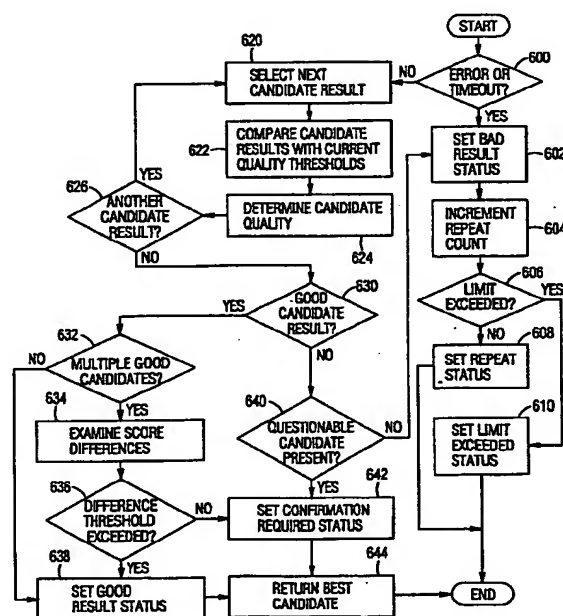 START
620
600
SELECT NEXT
CANDIDATE RESULT
NO
ERROR OR
TIMEOUT?
YES
622
COMPARE CANDIDATE
RESULTS WITH CURRENT
QUALITY THRESHOLDS
SET BAD
RESULT
STATUS
602
626
YES
ANOTHER
CANDIDATE
RESULT?
DETERMINE CANDIDATE
QUALITY
624
INCREMENT
REPEAT
COUNT
604
NO
606
630
YES
GOOD
CANDIDATE
RESULT?
LIMIT
EXCEEDED?
YES
632
NO
MULTIPLE GOOD
CANDIDATES?
NO
NO
608
SET REPEAT
STATUS
634
YES
640
EXAMINE SCORE
DIFFERENCES
QUESTIONABLE
CANDIDATE
PRESENT?
NO
610
SET LIMIT
EXCEEDED
STATUS
636
YES
642
DIFFERENCE
THRESHOLD
EXCEEDED?
NO
SET CONFIRMATION
REQUIRED STATUS
638
YES
644
SET GOOD
RESULT STATUS
RETURN BEST
CANDIDATE
END